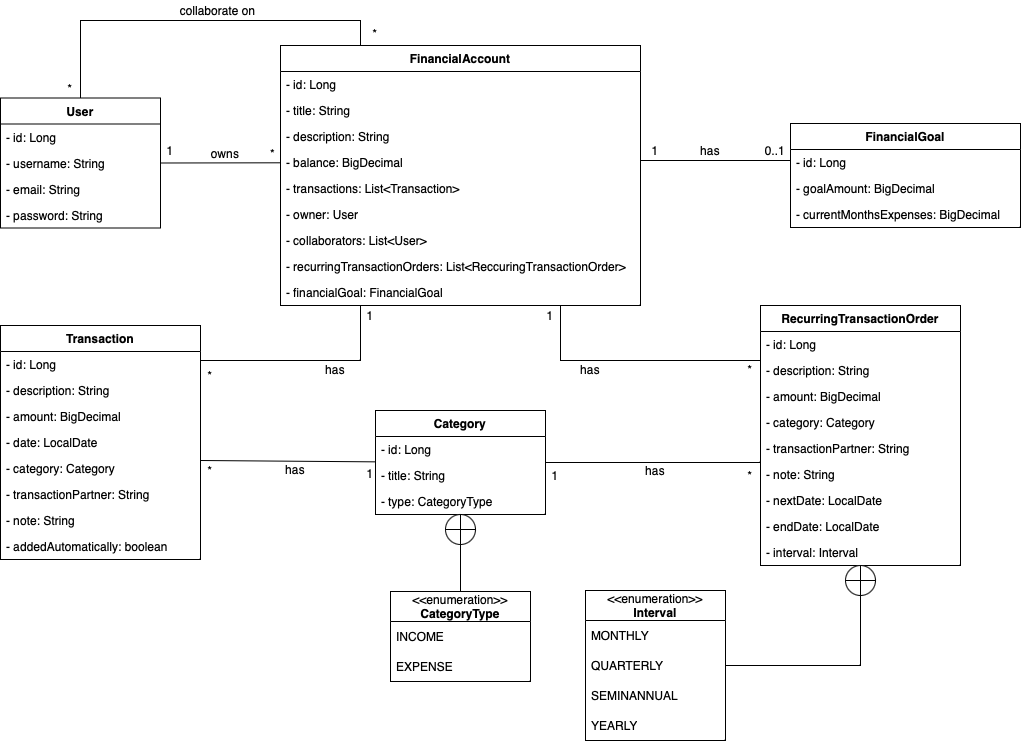 collaborate on
*
*
FinancialAccount
- id: Long
- title: String
- description: String
- balance: BigDecimal
- transactions: List<Transaction>
- owner: User
- collaborators: List<User>
- recurringTransactionOrders: List<ReccuringTransactionOrder>
- financialGoal: FinancialGoal
User
- id: Long
- username: String
- email: String
- password: String
1
owns
*
1
has
0..1
FinancialGoal
- id: Long
- goalAmount: BigDecimal
- currentMonthsExpenses: BigDecimal
1
has
*
1
has
*
Transaction
- id: Long
- description: String
- amount: BigDecimal
- date: LocalDate
- category: Category
- transactionPartner: String
- note: String
- addedAutomatically: boolean
RecurringTransactionOrder
- id: Long
- description: String
- amount: BigDecimal
- category: Category
- transactionPartner: String
- note: String
- nextDate: LocalDate
- endDate: LocalDate
- interval: Interval
*
has
1
Category
- id: Long
- title: String
- type: CategoryType
1
has
*
<<enumeration>>
CategoryType
INCOME
EXPENSE
<<enumeration>>
Interval
MONTHLY
QUARTERLY
SEMINANNUAL
YEARLY